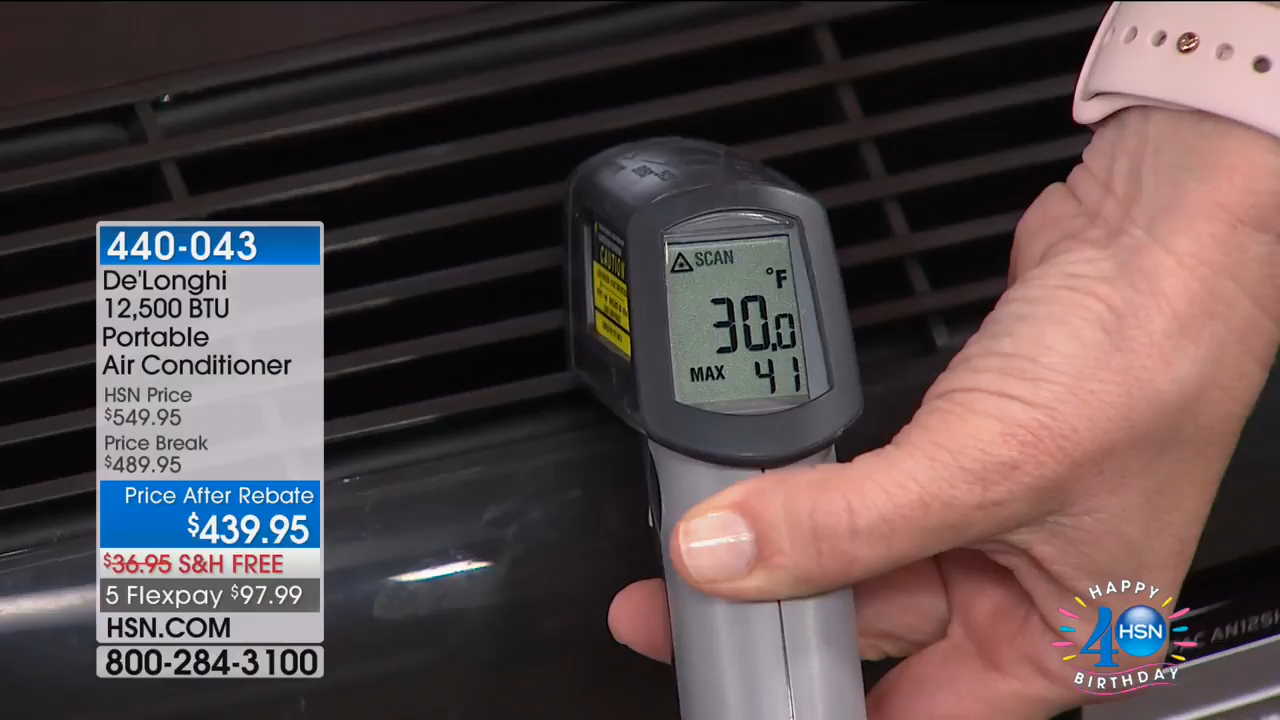 440-043
De'Longhi
12,500 BTU
Portable
Air Conditioner
HSN Price
$549.95
Price Break
$489.95
Price After Rebate
$439.95
$36.95 S&H FREE
5 Flexpay $97.99
HSN.COM
800-284-3100
CAUTION
SCAN
°F
30.0
MAX 41
HAPPY
40 HSN
BIRTHDAY